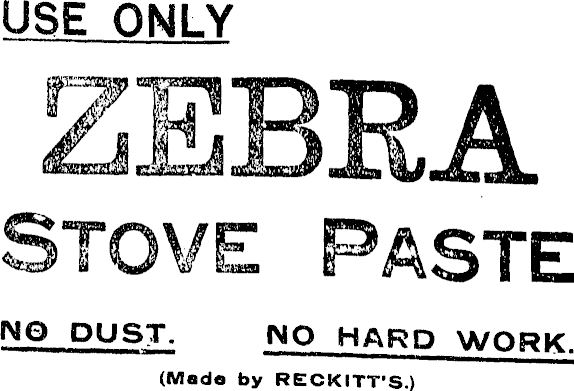 USE ONLY
ZEBRA
STOVE PASTE
NO DUST. NO HARD WORK.
(Made by RECKITT'S.)